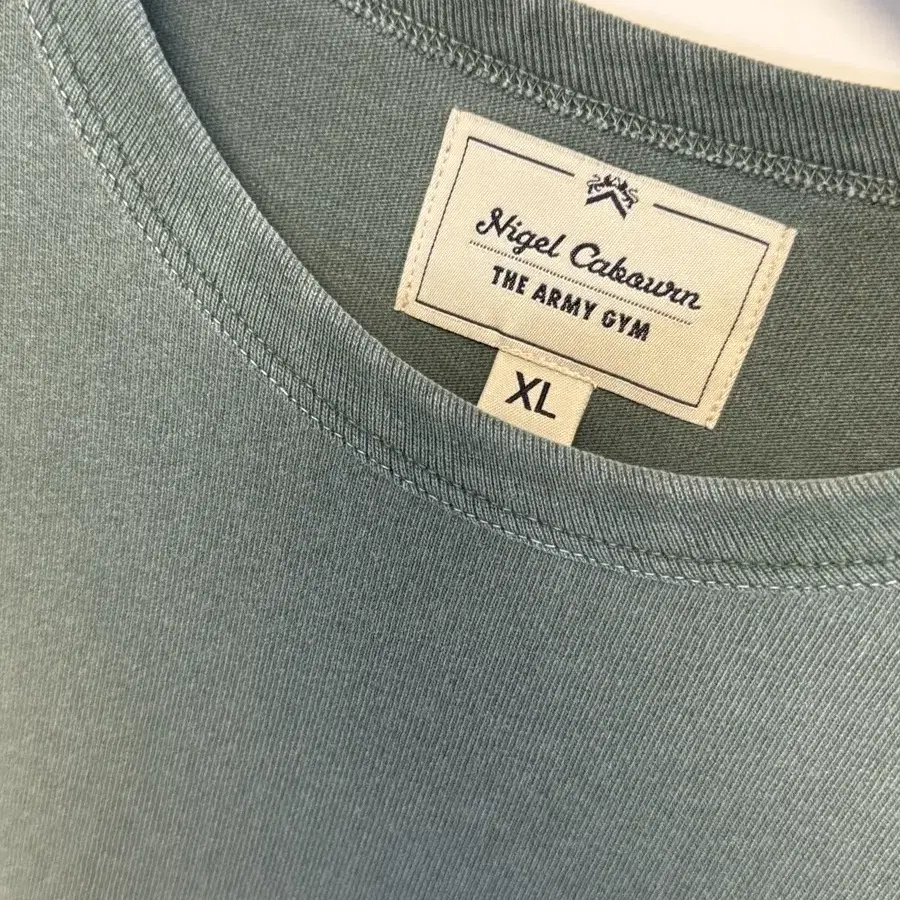 Nigel Cabourn
THE ARMY GYM
XL